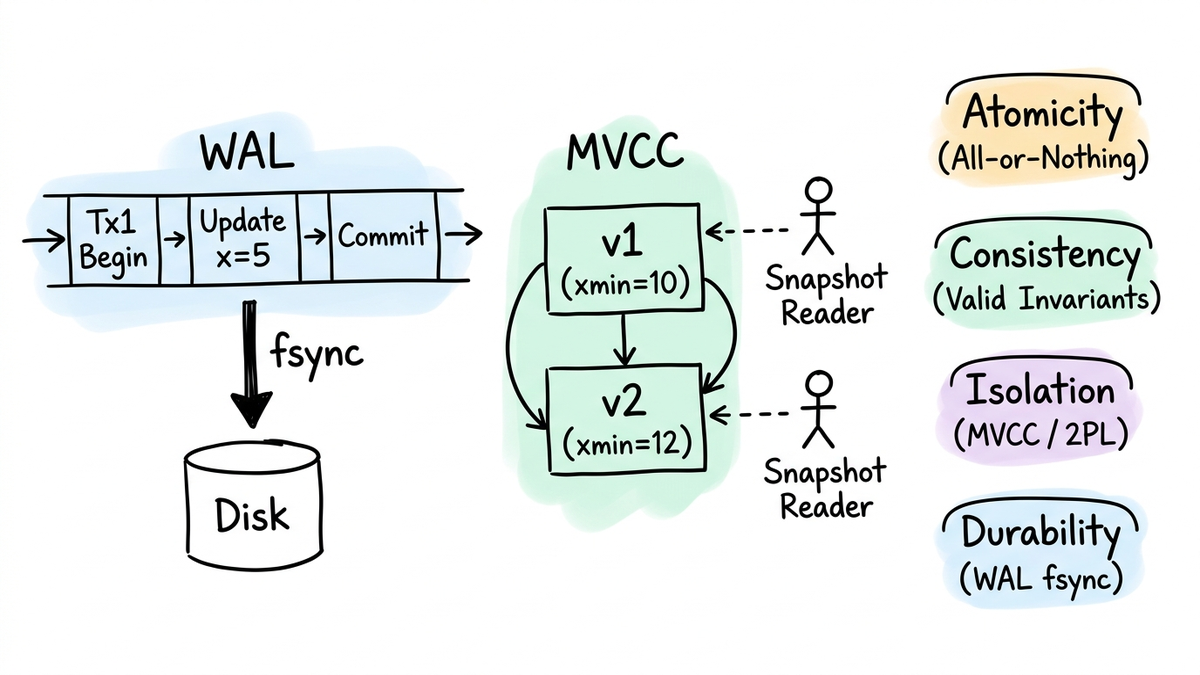 WAL
Tx1
Begin
Update
x=5
Commit
fsync
Disk
MVCC
v1
(xmin=10)
v2
(xmin=12)
Snapshot
Reader
Snapshot
Reader
Atomicity
(All-or-Nothing)
Consistency
(Valid Invariants)
Isolation
(MVCC / 2PL)
Durability
(WAL fsync)